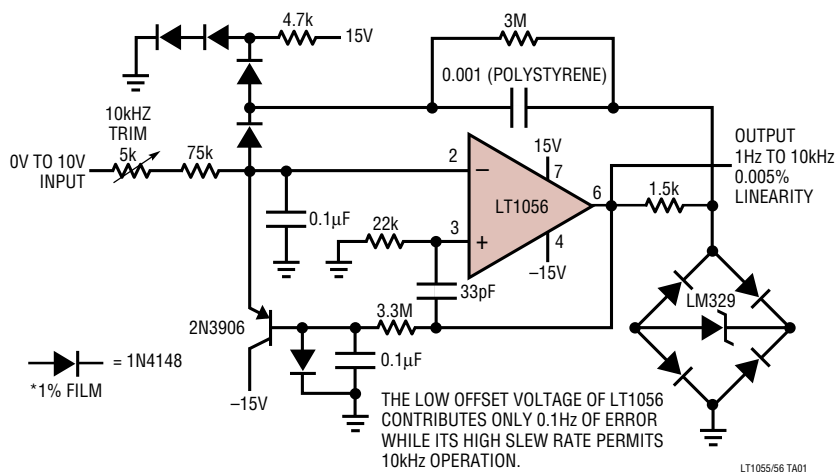 4.7k
15V
3M
0.001 (POLYSTYRENE)
10kHZ
TRIM
5k
75k
0V TO 10V
INPUT
2
15V
7
–
LT1056
6
OUTPUT
1Hz TO 10kHz
0.005%
LINEARITY
1.5k
0.1µF
22k
3
+
4
–15V
33pF
LM329
2N3906
3.3M
0.1µF
= 1N4148
*1% FILM
–15V
THE LOW OFFSET VOLTAGE OF LT1056
CONTRIBUTES ONLY 0.1Hz OF ERROR
WHILE ITS HIGH SLEW RATE PERMITS
10kHz OPERATION.
LT1055/56 TA01